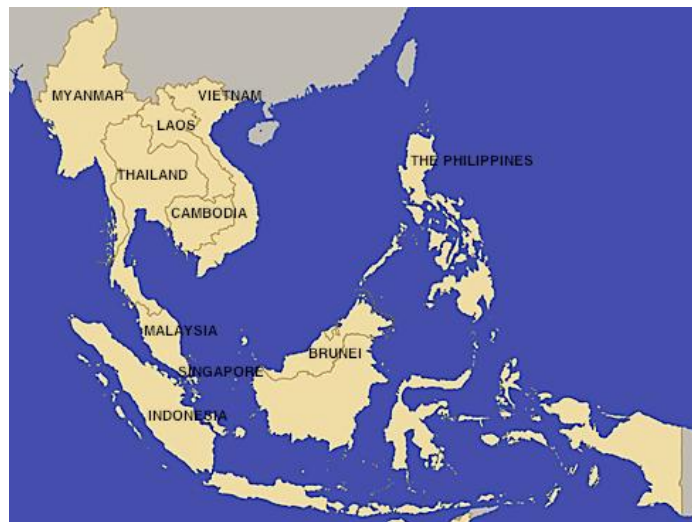 MYANMAR
VIETNAM
LAOS
THE PHILIPPINES
THAILAND
CAMBODIA
MALAYSIA
BRUNEI
SINGAPORE
INDONESIA